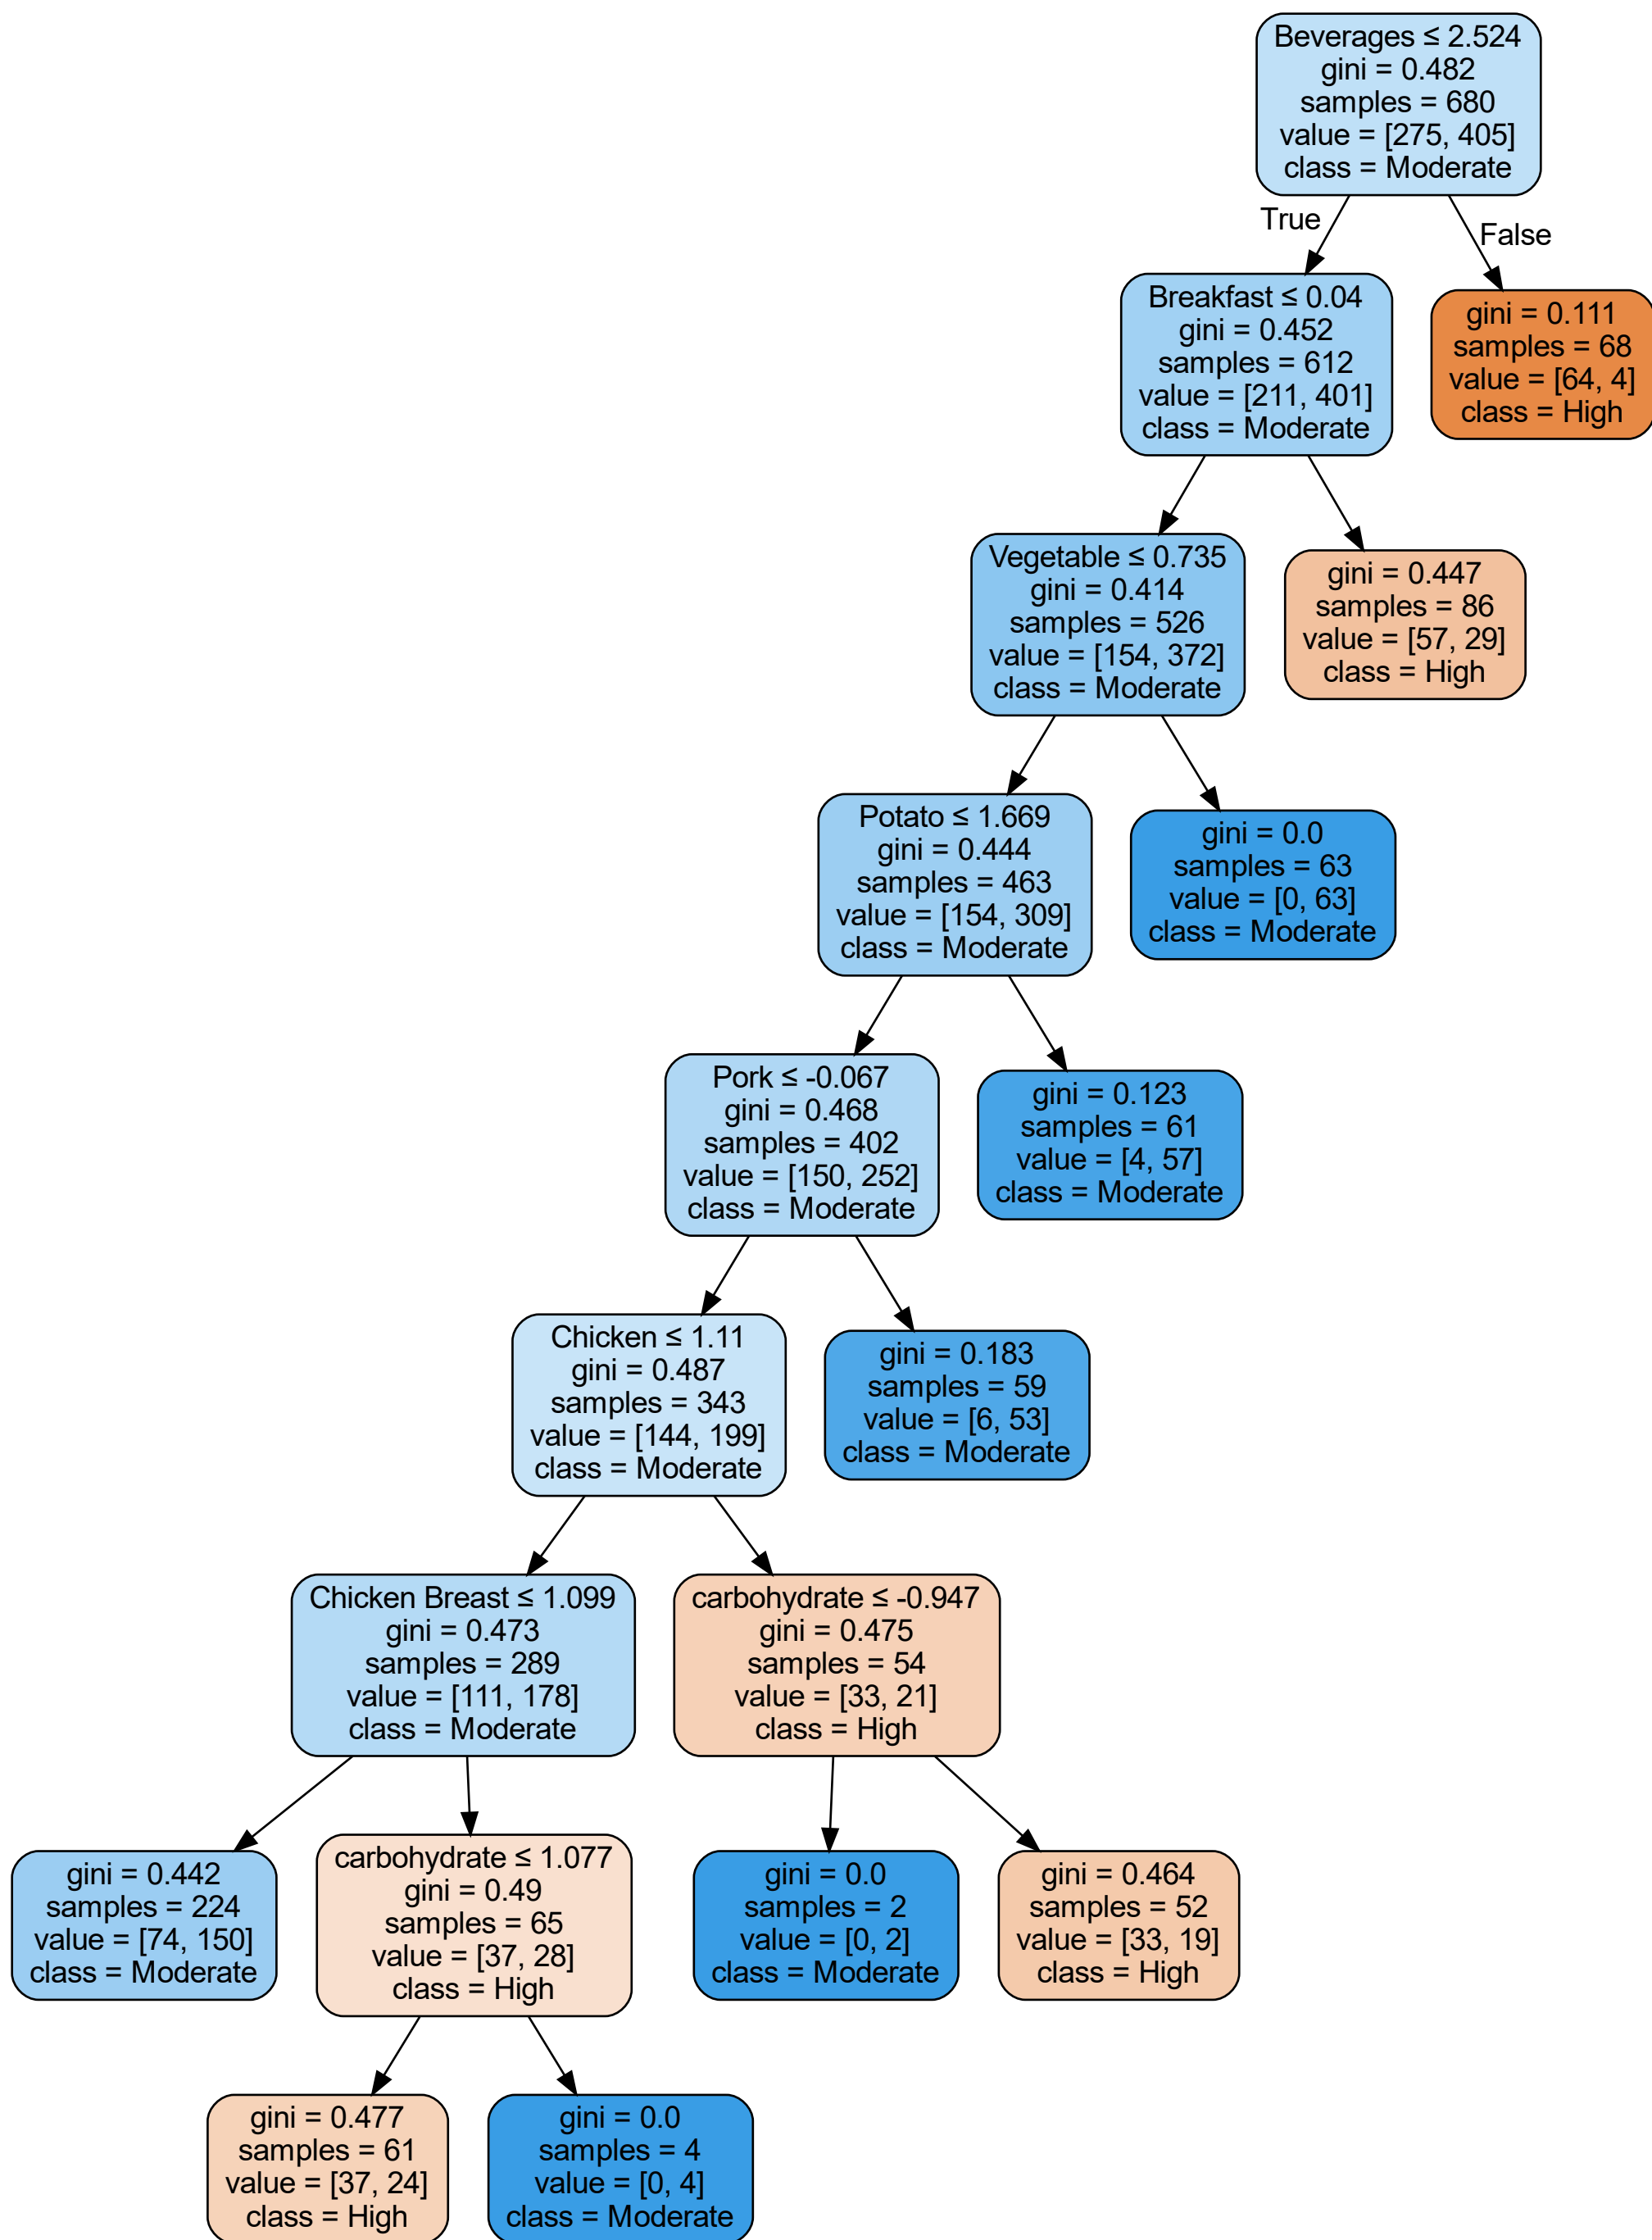 Beverages ≤ 2.524
gini = 0.482
samples = 680
value = [275, 405]
class = Moderate
True
False
Breakfast ≤ 0.04
gini = 0.452
samples = 612
value = [211, 401]
class = Moderate
gini = 0.111
samples = 68
value = [64, 4]
class = High
Vegetable ≤ 0.735
gini = 0.414
samples = 526
value = [154, 372]
class = Moderate
gini = 0.447
samples = 86
value = [57, 29]
class = High
Potato ≤ 1.669
gini = 0.444
samples = 463
value = [154, 309]
class = Moderate
gini = 0.0
samples = 63
value = [0, 63]
class = Moderate
Pork ≤ -0.067
gini = 0.468
samples = 402
value = [150, 252]
class = Moderate
gini = 0.123
samples = 61
value = [4, 57]
class = Moderate
Chicken ≤ 1.11
gini = 0.487
samples = 343
value = [144, 199]
class = Moderate
gini = 0.183
samples = 59
value = [6, 53]
class = Moderate
Chicken Breast ≤ 1.099
gini = 0.473
samples = 289
value = [111, 178]
class = Moderate
carbohydrate ≤ -0.947
gini = 0.475
samples = 54
value = [33, 21]
class = High
gini = 0.442
samples = 224
value = [74, 150]
class = Moderate
carbohydrate ≤ 1.077
gini = 0.49
samples = 65
value = [37, 28]
class = High
gini = 0.0
samples = 2
value = [0, 2]
class = Moderate
gini = 0.464
samples = 52
value = [33, 19]
class = High
gini = 0.477
samples = 61
value = [37, 24]
class = High
gini = 0.0
samples = 4
value = [0, 4]
class = Moderate